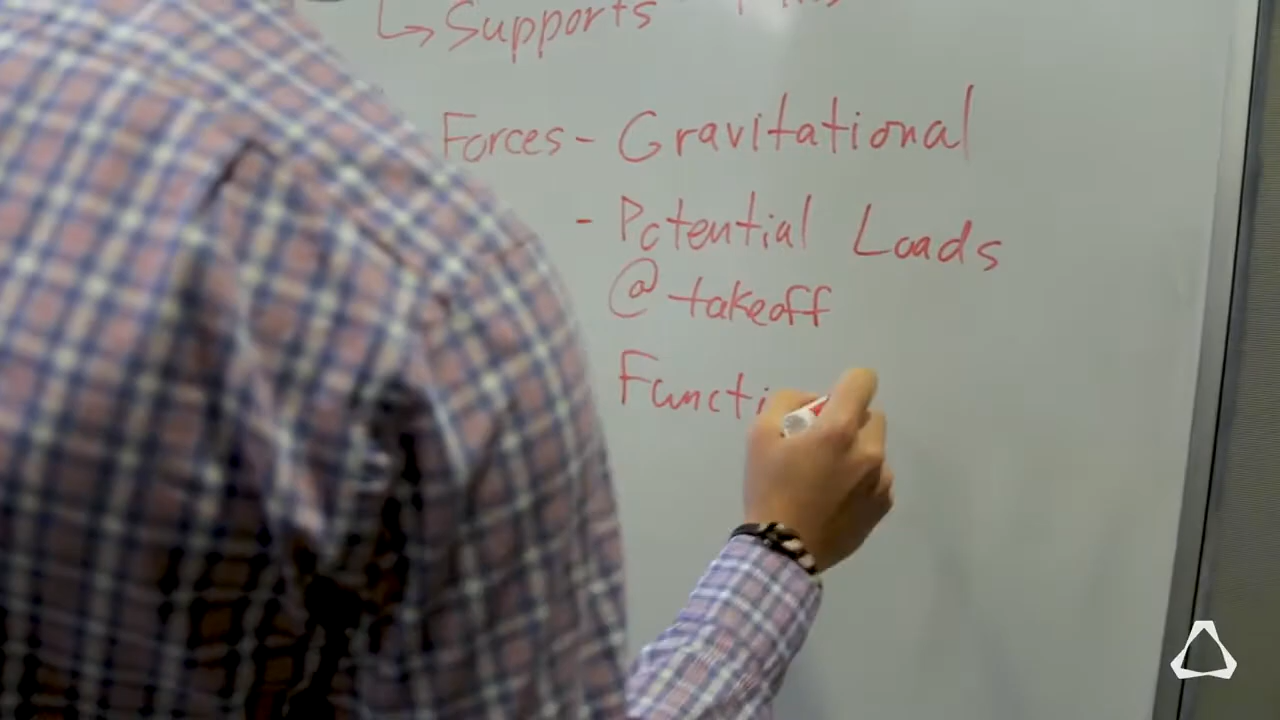 ↳ Supports -
Forces - Gravitational
- Potential Loads
@ takeoff
Functi